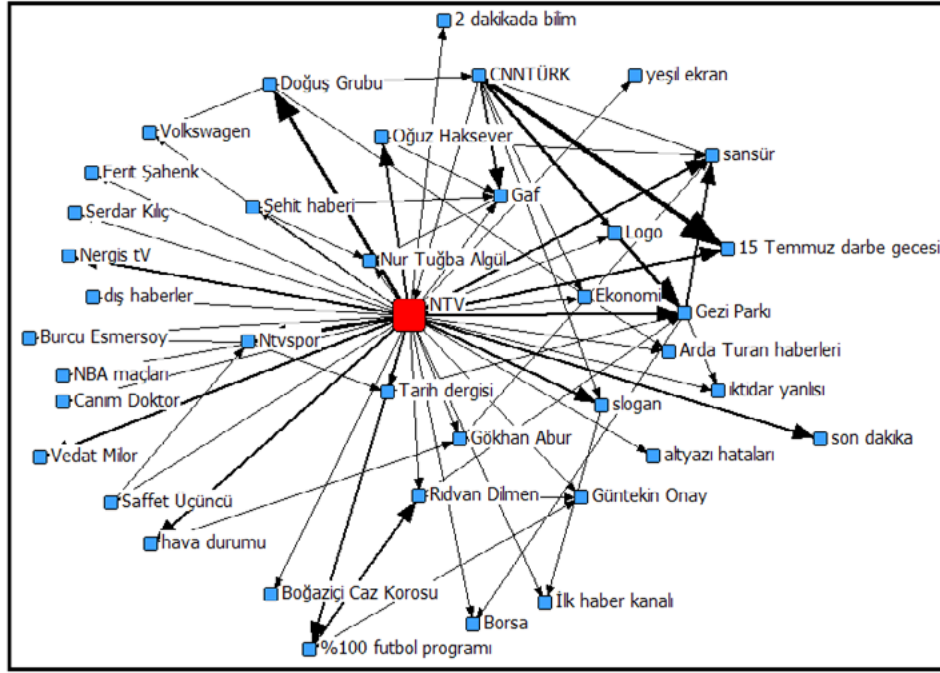 2 dakikada bilim
Doğuş Grubu
CNNTÜRK
yeşil ekran
Volkswagen
Oğuz Haksever
sansür
Ferit Şahenk
Gaf
Şehit haberi
Serdar Kılıç
Logo
15 Temmuz darbe gecesi
Nergis tV
Nur Tuğba Algül
dış haberler
NTV
Ekonomi
Gezi Parkı
Burcu Esmersoy
Ntvspor
Arda Turan haberleri
NBA maçları
Tarih dergisi
iktidar yanlısı
Canım Doktor
slogan
Gökhan Abur
son dakika
Vedat Milor
altyazı hataları
Saffet Üçüncü
Rıdvan Dilmen
Güntekin Onay
hava durumu
Boğaziçi Caz Korosu
İlk haber kanalı
Borsa
%100 futbol programı